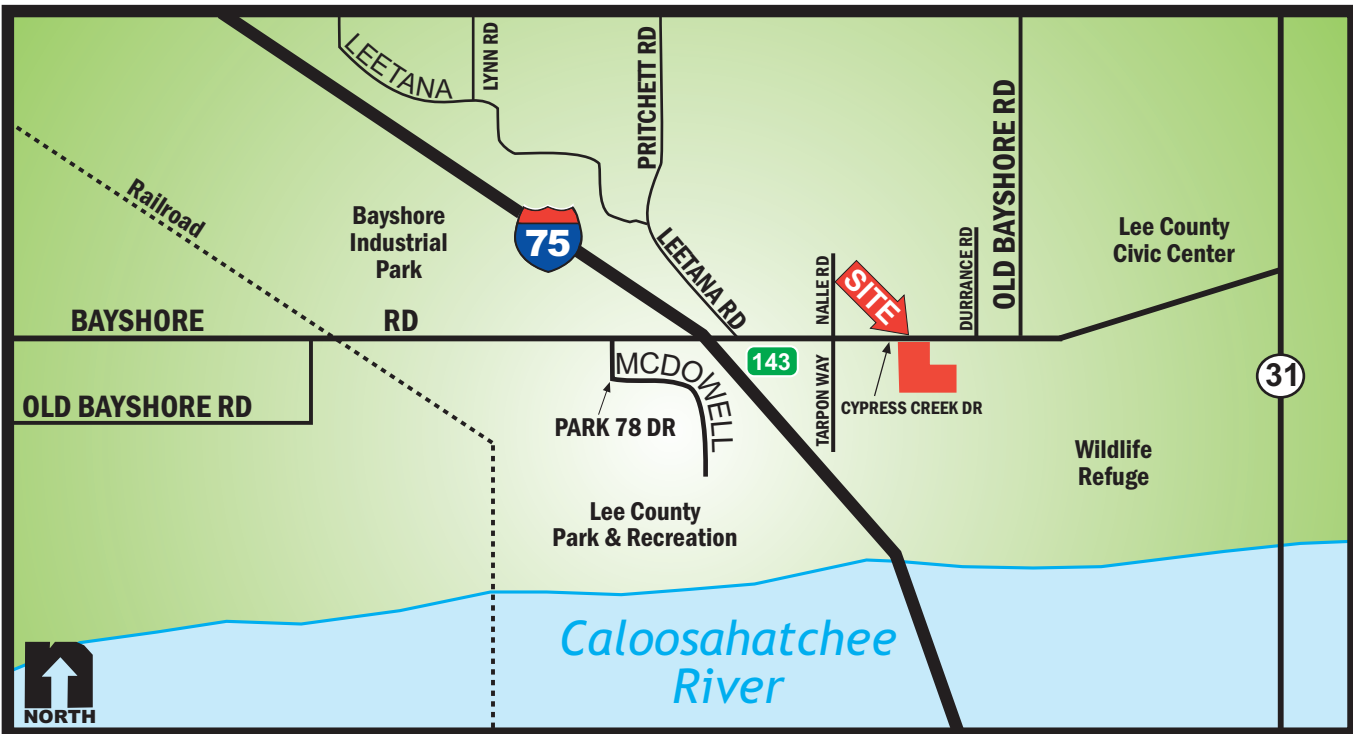 LEETANA
LYNN RD
PRITCHETT RD
OLD BAYSHORE RD
Railroad
Bayshore
Industrial
Park
75
LEETANA RD
NALLE RD
SITE
DURRANCE RD
Lee County
Civic Center
BAYSHORE RD
143
MCDOWELL
TARPON WAY
CYPRESS CREEK DR
31
OLD BAYSHORE RD
PARK 78 DR
Wildlife
Refuge
Lee County
Park & Recreation
Caloosahatchee
River
n
NORTH